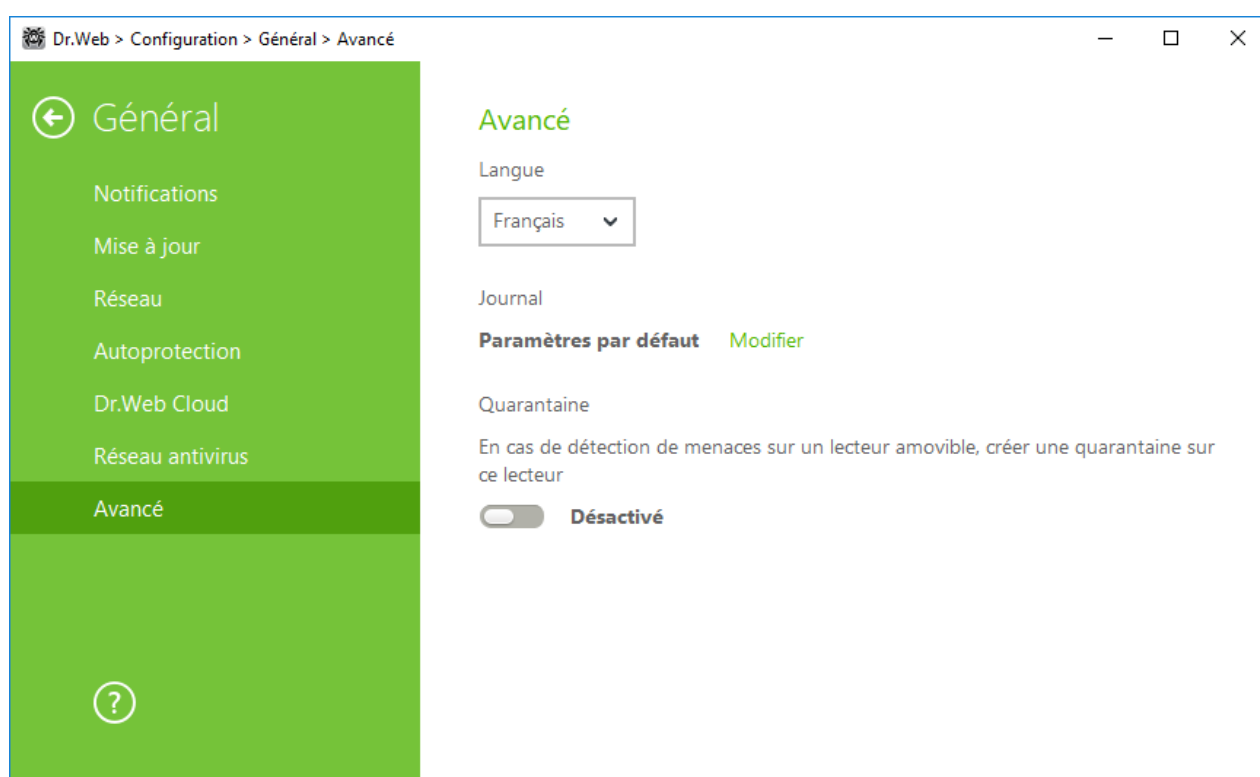 Dr.Web > Configuration > Général > Avancé
Général
Notifications
Mise à jour
Réseau
Autoprotection
Dr.Web Cloud
Réseau antivirus
Avancé
?
Avancé
Langue
Français
Journal
Paramètres par défaut Modifier
Quarantaine
En cas de détection de menaces sur un lecteur amovible, créer une quarantaine sur
ce lecteur
Désactivé